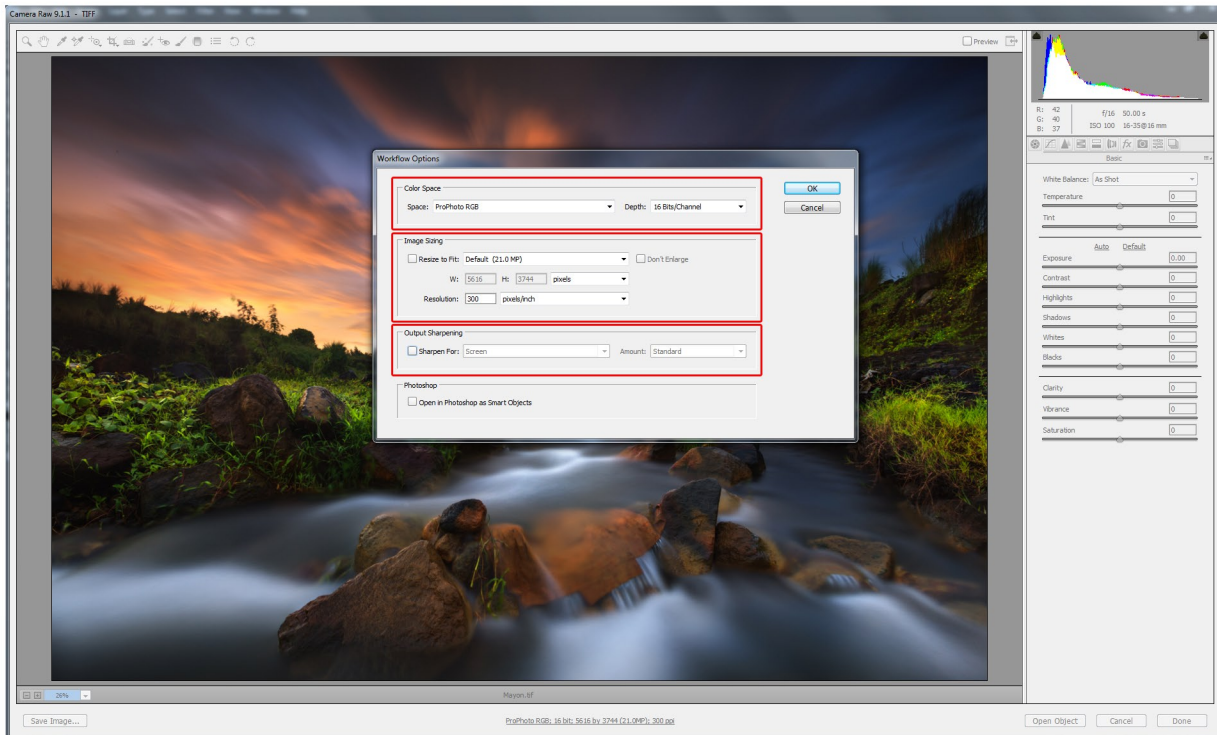 Camera Raw 9.1.1 - TIFF
Preview
R: 42
G: 40
B: 37
f/16 50.00 s
ISO 100 16-35@16 mm
Basic
White Balance: As Shot
Temperature 0
Tint 0
Auto Default
Exposure 0.00
Contrast 0
Highlights 0
Shadows 0
Whites 0
Blacks 0
Clarity 0
Vibrance 0
Saturation 0
Workflow Options
Color Space
Space: ProPhoto RGB Depth: 16 Bits/Channel
OK
Cancel
Image Sizing
Resize to Fit: Default (21.0 MP) Don't Enlarge
W: 5616 H: 3744 pixels
Resolution: 300 pixels/inch
Output Sharpening
Sharpen For: Screen Amount: Standard
Photoshop
Open in Photoshop as Smart Objects
26%
Mayon.tif
Save Image...
ProPhoto RGB; 16 bit; 5616 by 3744 (21.0MP); 300 ppi
Open Object Cancel Done